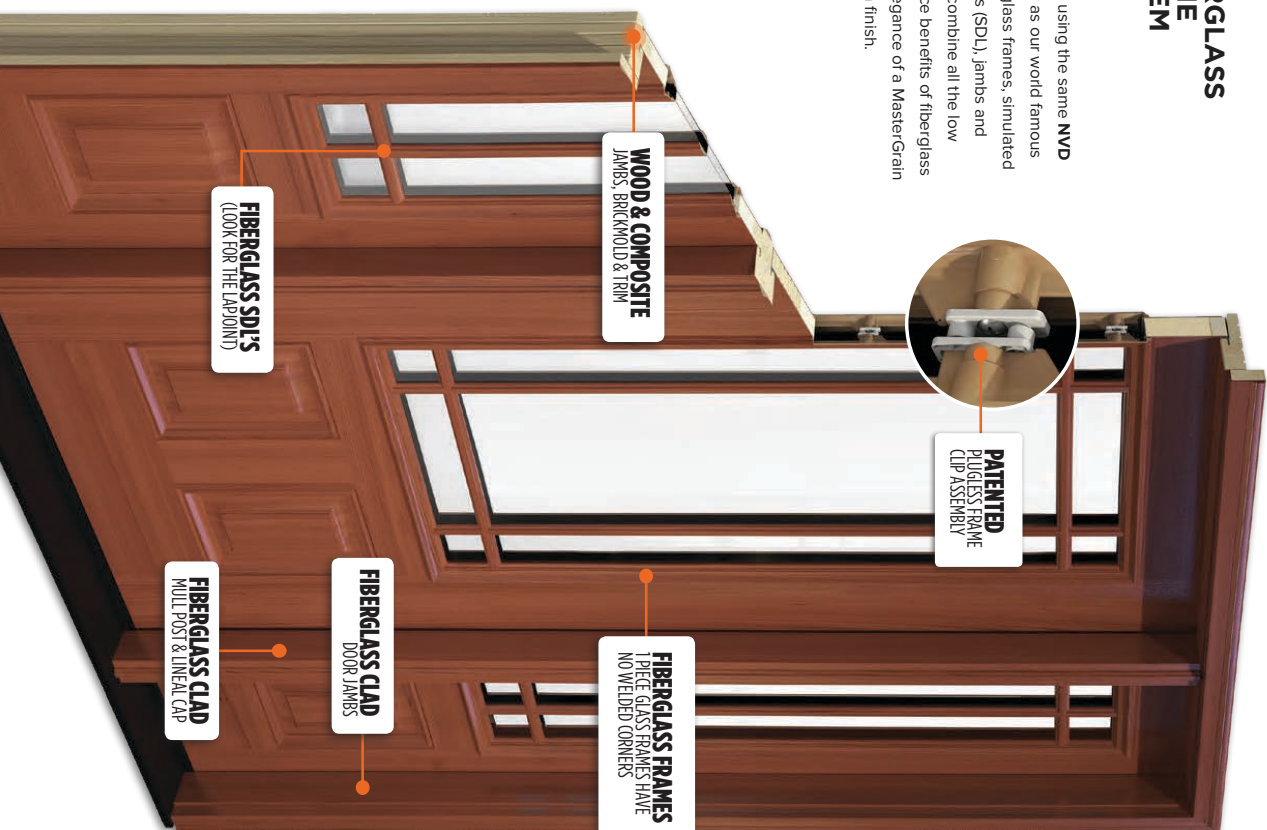 RGLASS
EM
using the same NVD
as our world famous
glass frames, simulated
s (SDL), jambs and
combine all the low
ce benefits of fiberglass
egance of a MasterGrain
finish.
PATENTED
PLUGLESS FRAME
CLIP ASSEMBLY
WOOD & COMPOSITE
JAMBS, BRICKMOLD & TRIM
FIBERGLASS FRAMES
1 PIECE GLASS FRAMES HAVE
NO WELDED CORNERS
FIBERGLASS SDL'S
(LOOK FOR THE LAPJOINT)
FIBERGLASS CLAD
DOOR JAMBS
FIBERGLASS CLAD
MULL POST & LINEAL CAP